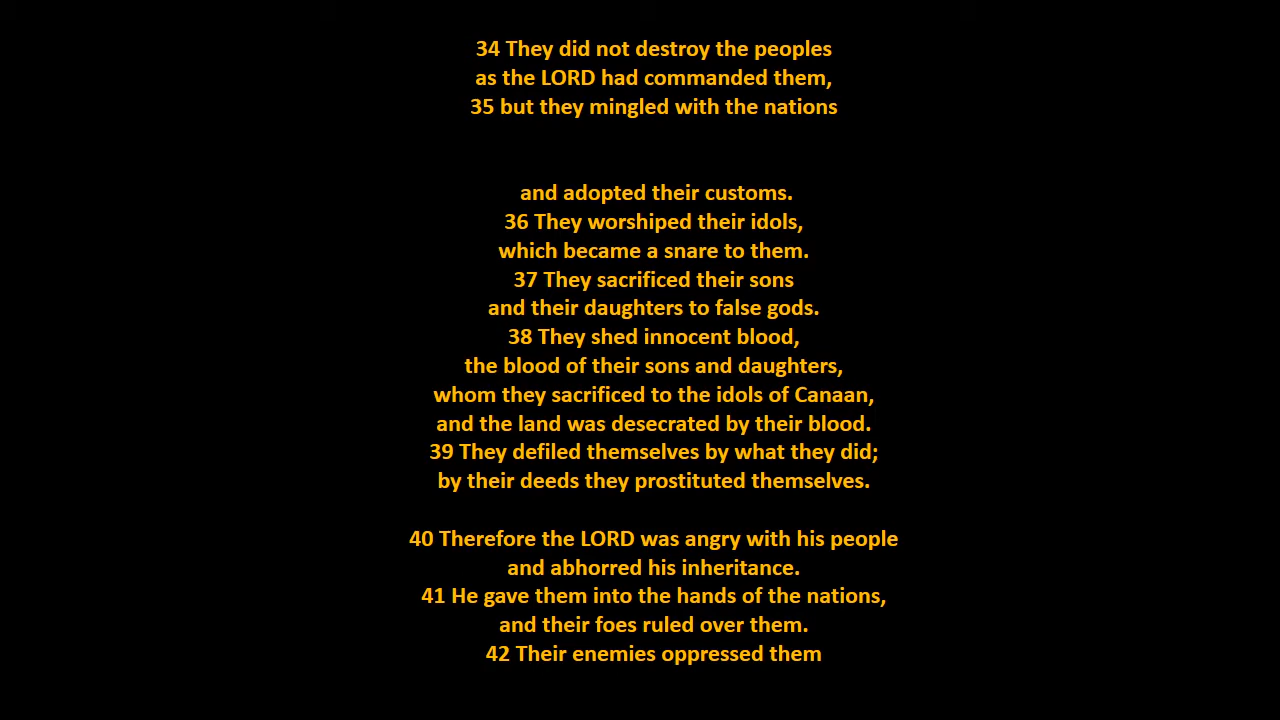 34 They did not destroy the peoples
as the LORD had commanded them,
35 but they mingled with the nations
and adopted their customs.
36 They worshiped their idols,
which became a snare to them.
37 They sacrificed their sons
and their daughters to false gods.
38 They shed innocent blood,
the blood of their sons and daughters,
whom they sacrificed to the idols of Canaan,
and the land was desecrated by their blood.
39 They defiled themselves by what they did;
by their deeds they prostituted themselves.
40 Therefore the LORD was angry with his people
and abhorred his inheritance.
41 He gave them into the hands of the nations,
and their foes ruled over them.
42 Their enemies oppressed them